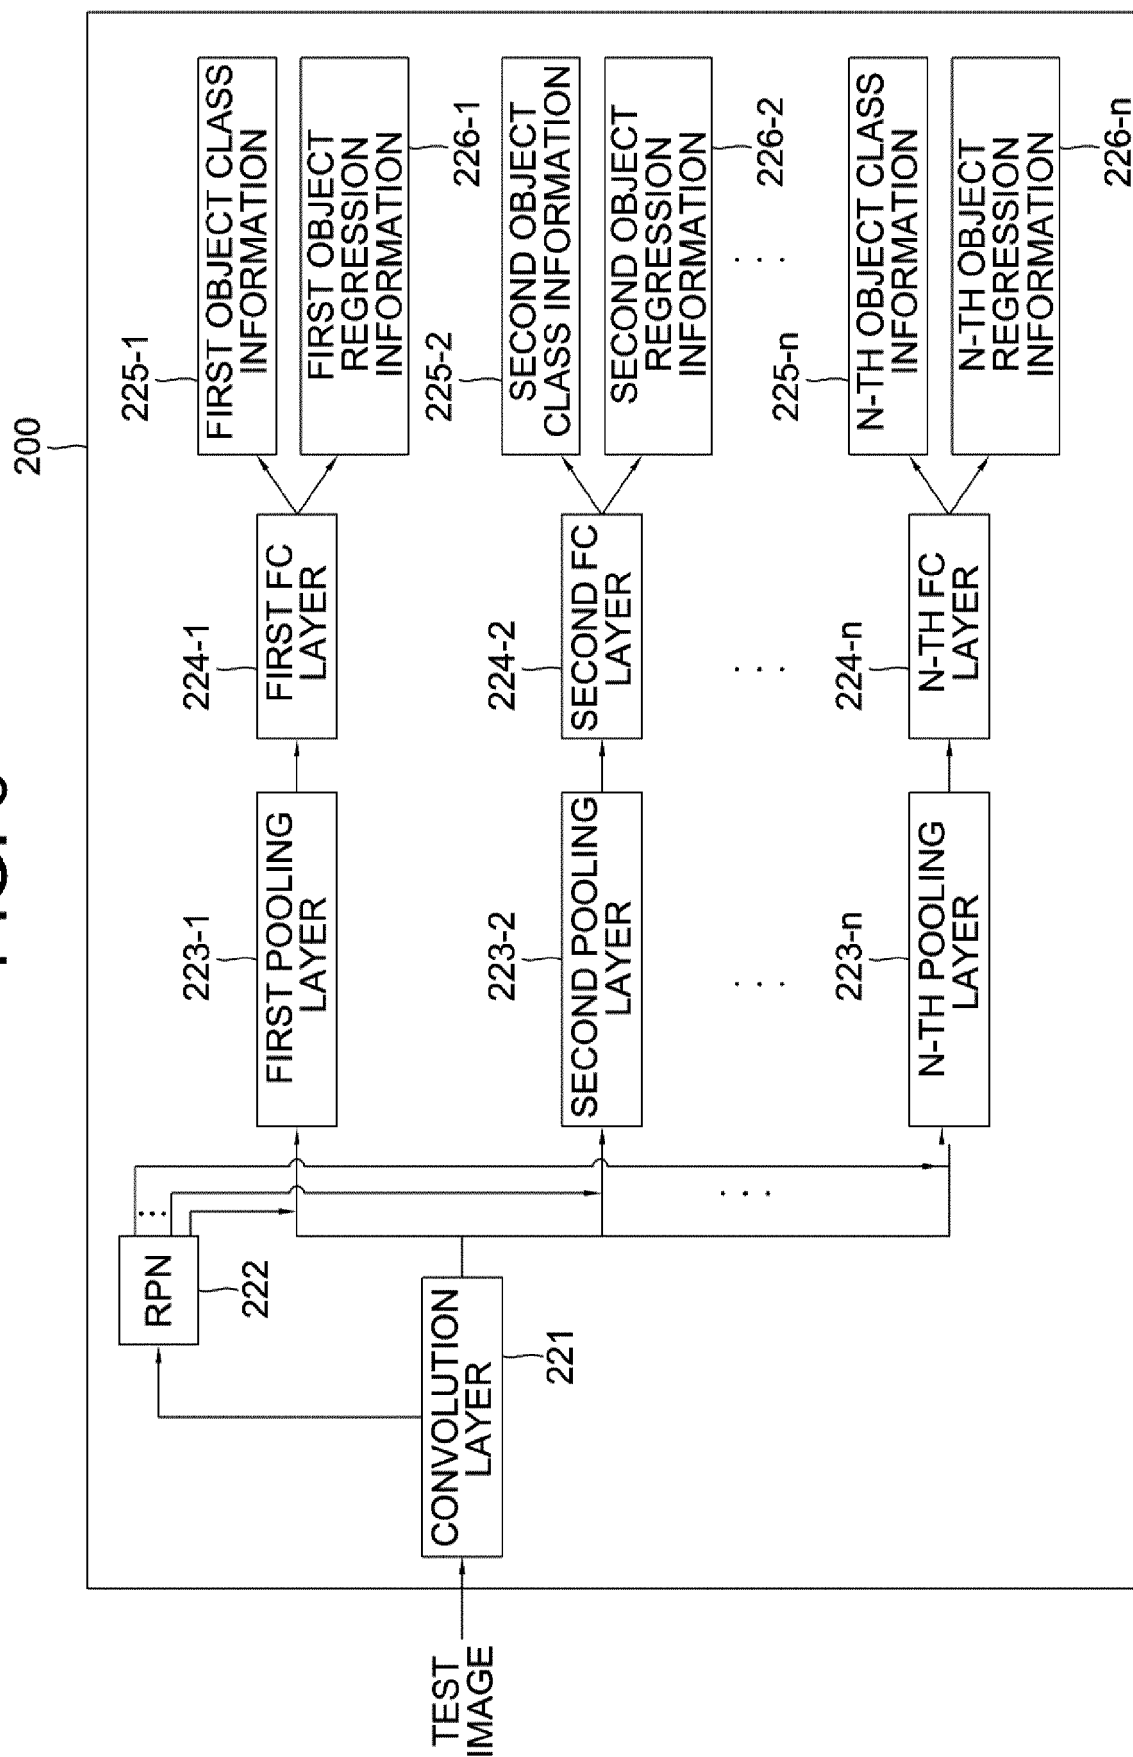 200
TEST
IMAGE
CONVOLUTION
LAYER
221
RPN
222
. . .
223-1
FIRST POOLING
LAYER
224-1
FIRST FC
LAYER
225-1
FIRST OBJECT CLASS
INFORMATION
FIRST OBJECT
REGRESSION
INFORMATION
226-1
223-2
SECOND POOLING
LAYER
224-2
SECOND FC
LAYER
225-2
SECOND OBJECT
CLASS INFORMATION
SECOND OBJECT
REGRESSION
INFORMATION
226-2
. . .
. . .
. . .
. . .
223-n
N-TH POOLING
LAYER
224-n
N-TH FC
LAYER
225-n
N-TH OBJECT CLASS
INFORMATION
N-TH OBJECT
REGRESSION
INFORMATION
226-n